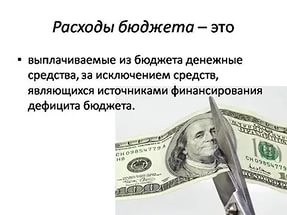 Расходы бюджета – это
• выплачиваемые из бюджета денежные
средства, за исключением средств,
являющихся источниками финансирования
дефицита бюджета.